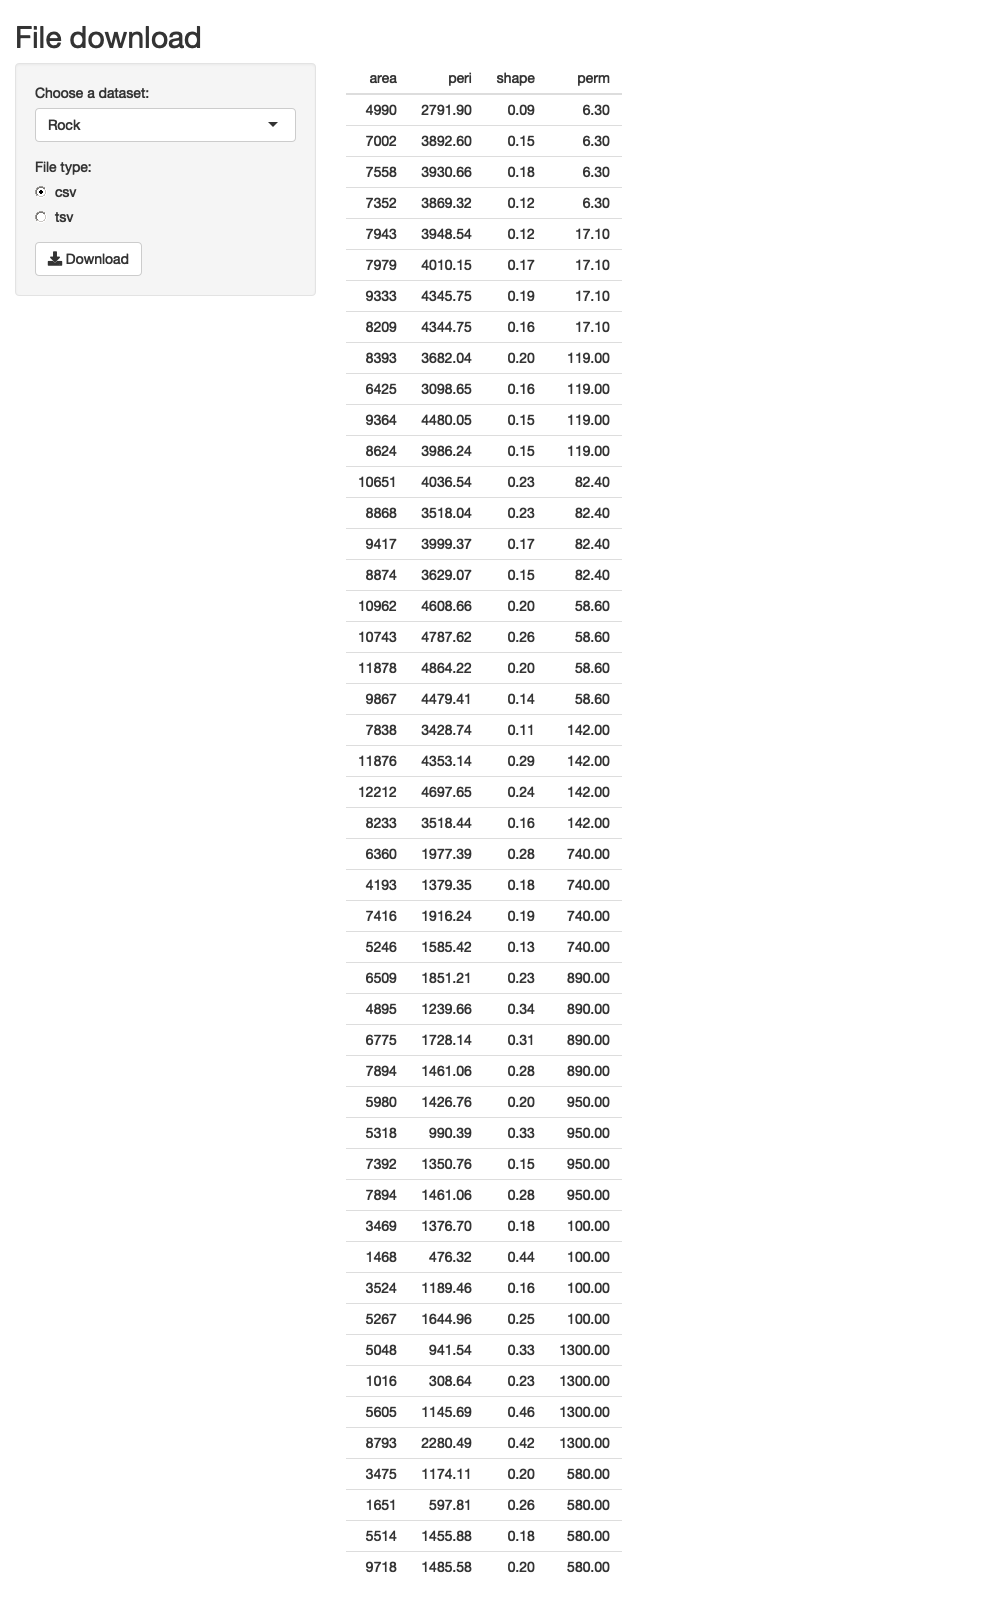 File download
Choose a dataset:
Rock
File type:
csv
tsv
Download
area peri shape perm
4990 2791.90 0.09 6.30
7002 3892.60 0.15 6.30
7558 3930.66 0.18 6.30
7352 3869.32 0.12 6.30
7943 3948.54 0.12 17.10
7979 4010.15 0.17 17.10
9333 4345.75 0.19 17.10
8209 4344.75 0.16 17.10
8393 3682.04 0.20 119.00
6425 3098.65 0.16 119.00
9364 4480.05 0.15 119.00
8624 3986.24 0.15 119.00
10651 4036.54 0.23 82.40
8868 3518.04 0.23 82.40
9417 3999.37 0.17 82.40
8874 3629.07 0.15 82.40
10962 4608.66 0.20 58.60
10743 4787.62 0.26 58.60
11878 4864.22 0.20 58.60
9867 4479.41 0.14 58.60
7838 3428.74 0.11 142.00
11876 4353.14 0.29 142.00
12212 4697.65 0.24 142.00
8233 3518.44 0.16 142.00
6360 1977.39 0.28 740.00
4193 1379.35 0.18 740.00
7416 1916.24 0.19 740.00
5246 1585.42 0.13 740.00
6509 1851.21 0.23 890.00
4895 1239.66 0.34 890.00
6775 1728.14 0.31 890.00
7894 1461.06 0.28 890.00
5980 1426.76 0.20 950.00
5318 990.39 0.33 950.00
7392 1350.76 0.15 950.00
7894 1461.06 0.28 950.00
3469 1376.70 0.18 100.00
1468 476.32 0.44 100.00
3524 1189.46 0.16 100.00
5267 1644.96 0.25 100.00
5048 941.54 0.33 1300.00
1016 308.64 0.23 1300.00
5605 1145.69 0.46 1300.00
8793 2280.49 0.42 1300.00
3475 1174.11 0.20 580.00
1651 597.81 0.26 580.00
5514 1455.88 0.18 580.00
9718 1485.58 0.20 580.00